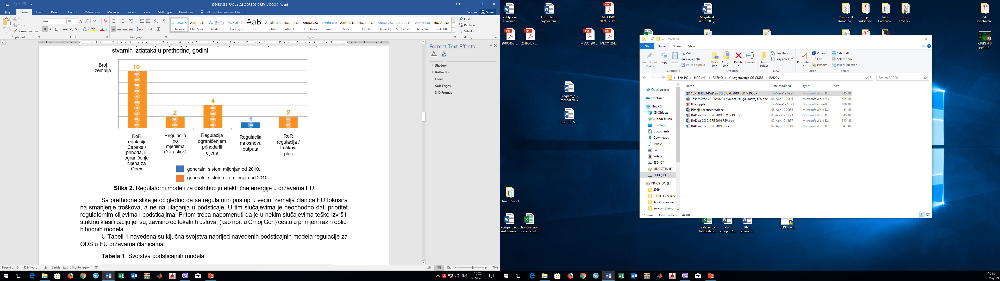 1554381383-RAD za CG CIGRE 2019 REV IV.DOCX - Word
File Home Insert Design Layout References Mailings Review View MathType Developer Tell me what you want to do... Sign in Share
Paste
Cut
Copy
Format Painter
Clipboard
Arial 10
Font
Paragraph
AaBbCcDc AaBbCcDc AaBbCc AaBbCcD AaB AaBbCcD AaBbCcDc AaBbCcDc AaBbCcDc AaBbCcDc AaBbCcDc AaBbCcDc AABBCCDD AABBCCDD AaBbCcDc
¶ Normal ¶ No Spac... Heading 1 Heading 2 Title Subtitle Subtle Em... Emphasis Intense E... Strong Quote Intense Q... Subtle Ref... Intense Re... Book Title
Styles
Find
Replace
Select
Editing
stvarnih izdataka u prethodnoj godini.
Broj
zemalja
10
2
4
1
2
CZ
CY
DK
ES
FI
FR
IT
LV
PL
PT
NL
NO
DE
SE
SK
SL
GB
BE
GR
RoR
regulacija
Capexa /
prihoda, ili
ograničenje
cijena za
Opex
Regulacija
po
mjerilima
(Yardstick)
Regulacija
ograničenjem
prihoda ili
cijena
Regulacija
na osnovu
outputa
RoR
regulacija /
troškovi
plus
generalni sistem mijenjan od 2010.
generalni sistem nije mijenjan od 2010.
Slika 2. Regulatorni modeli za distribuciju električne energije u državama EU
Sa prethodne slike je očigledno da se regulatorni pristup u većini zemalja članica EU fokusira
na smanjenje troškova, a ne na ulaganja u podsticaje. U tim slučajevima je neophodno dati prioritet
regulatornim ciljevima i podsticajima. Pritom treba napomenuti da je u nekim slučajevima teško izvršiti
striktnu klasifikaciju jer su, zavisno od lokalnih uslova, (kao npr. u Crnoj Gori) često u primjeni razni oblici
hibridnih modela.
U Tabeli 1 navedena su ključna svojstva naprijed navedenih podsticajnih modela regulacije za
ODS u EU državama članicama.
Tabela 1. Svojstva podsticajnih modela
Format Text Effects
Shadow
Reflection
Glow
Soft Edges
3-D Format
Page 4 of 10 5214 words Serbian (Latin, Montenegro) 170%
ENG
10:26
12-May-19
Zahtjev za
izdavanje...
Formular za
prijavu tem...
ME CIGRE
2009 - Vuka...
Magistarski
rad-draft1_...
Revizija HE
Komarnic...
Ilija
Vuksanov...
Rade
Cadjenov...
Igor
Kovacev...
VI
savjetovan...
20190405_...
20190405_...
MECO_201...
MECO_201...
CIGRE 4_3
ppt.pptx
Program_o...
menadzeri ...
ToR_IBE_S...
Strucni Savjet
Kompenzac...
reaktivne e...
Transmission
losses' cost...
Zahtjevi za
teh podatk...
Plan
razvoja_RA...
Plan
razvoja_R...
CEDIS.dwg
RADOVI
File Home Share View
Pin to Quick
access
Copy
Paste
Cut
Copy path
Paste shortcut
Clipboard
Move
to
Copy
to
Delete
Rename
Organize
New
folder
New item
Easy access
New
Properties
Open
Edit
History
Open
Select all
Select none
Invert selection
Select
This PC > HDD (H:) > RAZNO > VI savjetovanje CG CIGRE > RADOVI
Search RADOVI
Quick access
OneDrive
This PC
3D Objects
Autodesk 360
Desktop
Documents
Downloads
Music
Pictures
Videos
SSD (C:)
KINGSTON (E:)
HDD (H:)
KINGSTON (E:)
2019
CIGRE 13052019
Ilija Vuksanovic
InvPlan_Ekonom
Name Date modified Type Size
1554381383-RAD za CG CIGRE 2019 REV IV.DOCX 10-May-19 09:27 Microsoft Word D... 345 KB
1554744952-20190408 C1 Kvalitet usluga i razvoj EES.doc 08-Apr-19 20:26 Microsoft Word 9... 505 KB
Ilija V.pptx 12-May-19 10:21 Microsoft PowerP... 888 KB
Pitanja recenzenta.docx 08-Apr-19 20:58 Microsoft Word D... 14 KB
RAD za CG CIGRE 2019 REV IV.DOCX 03-Apr-19 17:23 Microsoft Word D... 345 KB
RAD za CG CIGRE 2019 REV.docx 02-Apr-19 18:57 Microsoft Word D... 345 KB
RAD za CG CIGRE 2019.docx 02-Apr-19 17:49 Microsoft Word D... 347 KB
7 items 1 item selected 344 KB
10:26
12-May-19